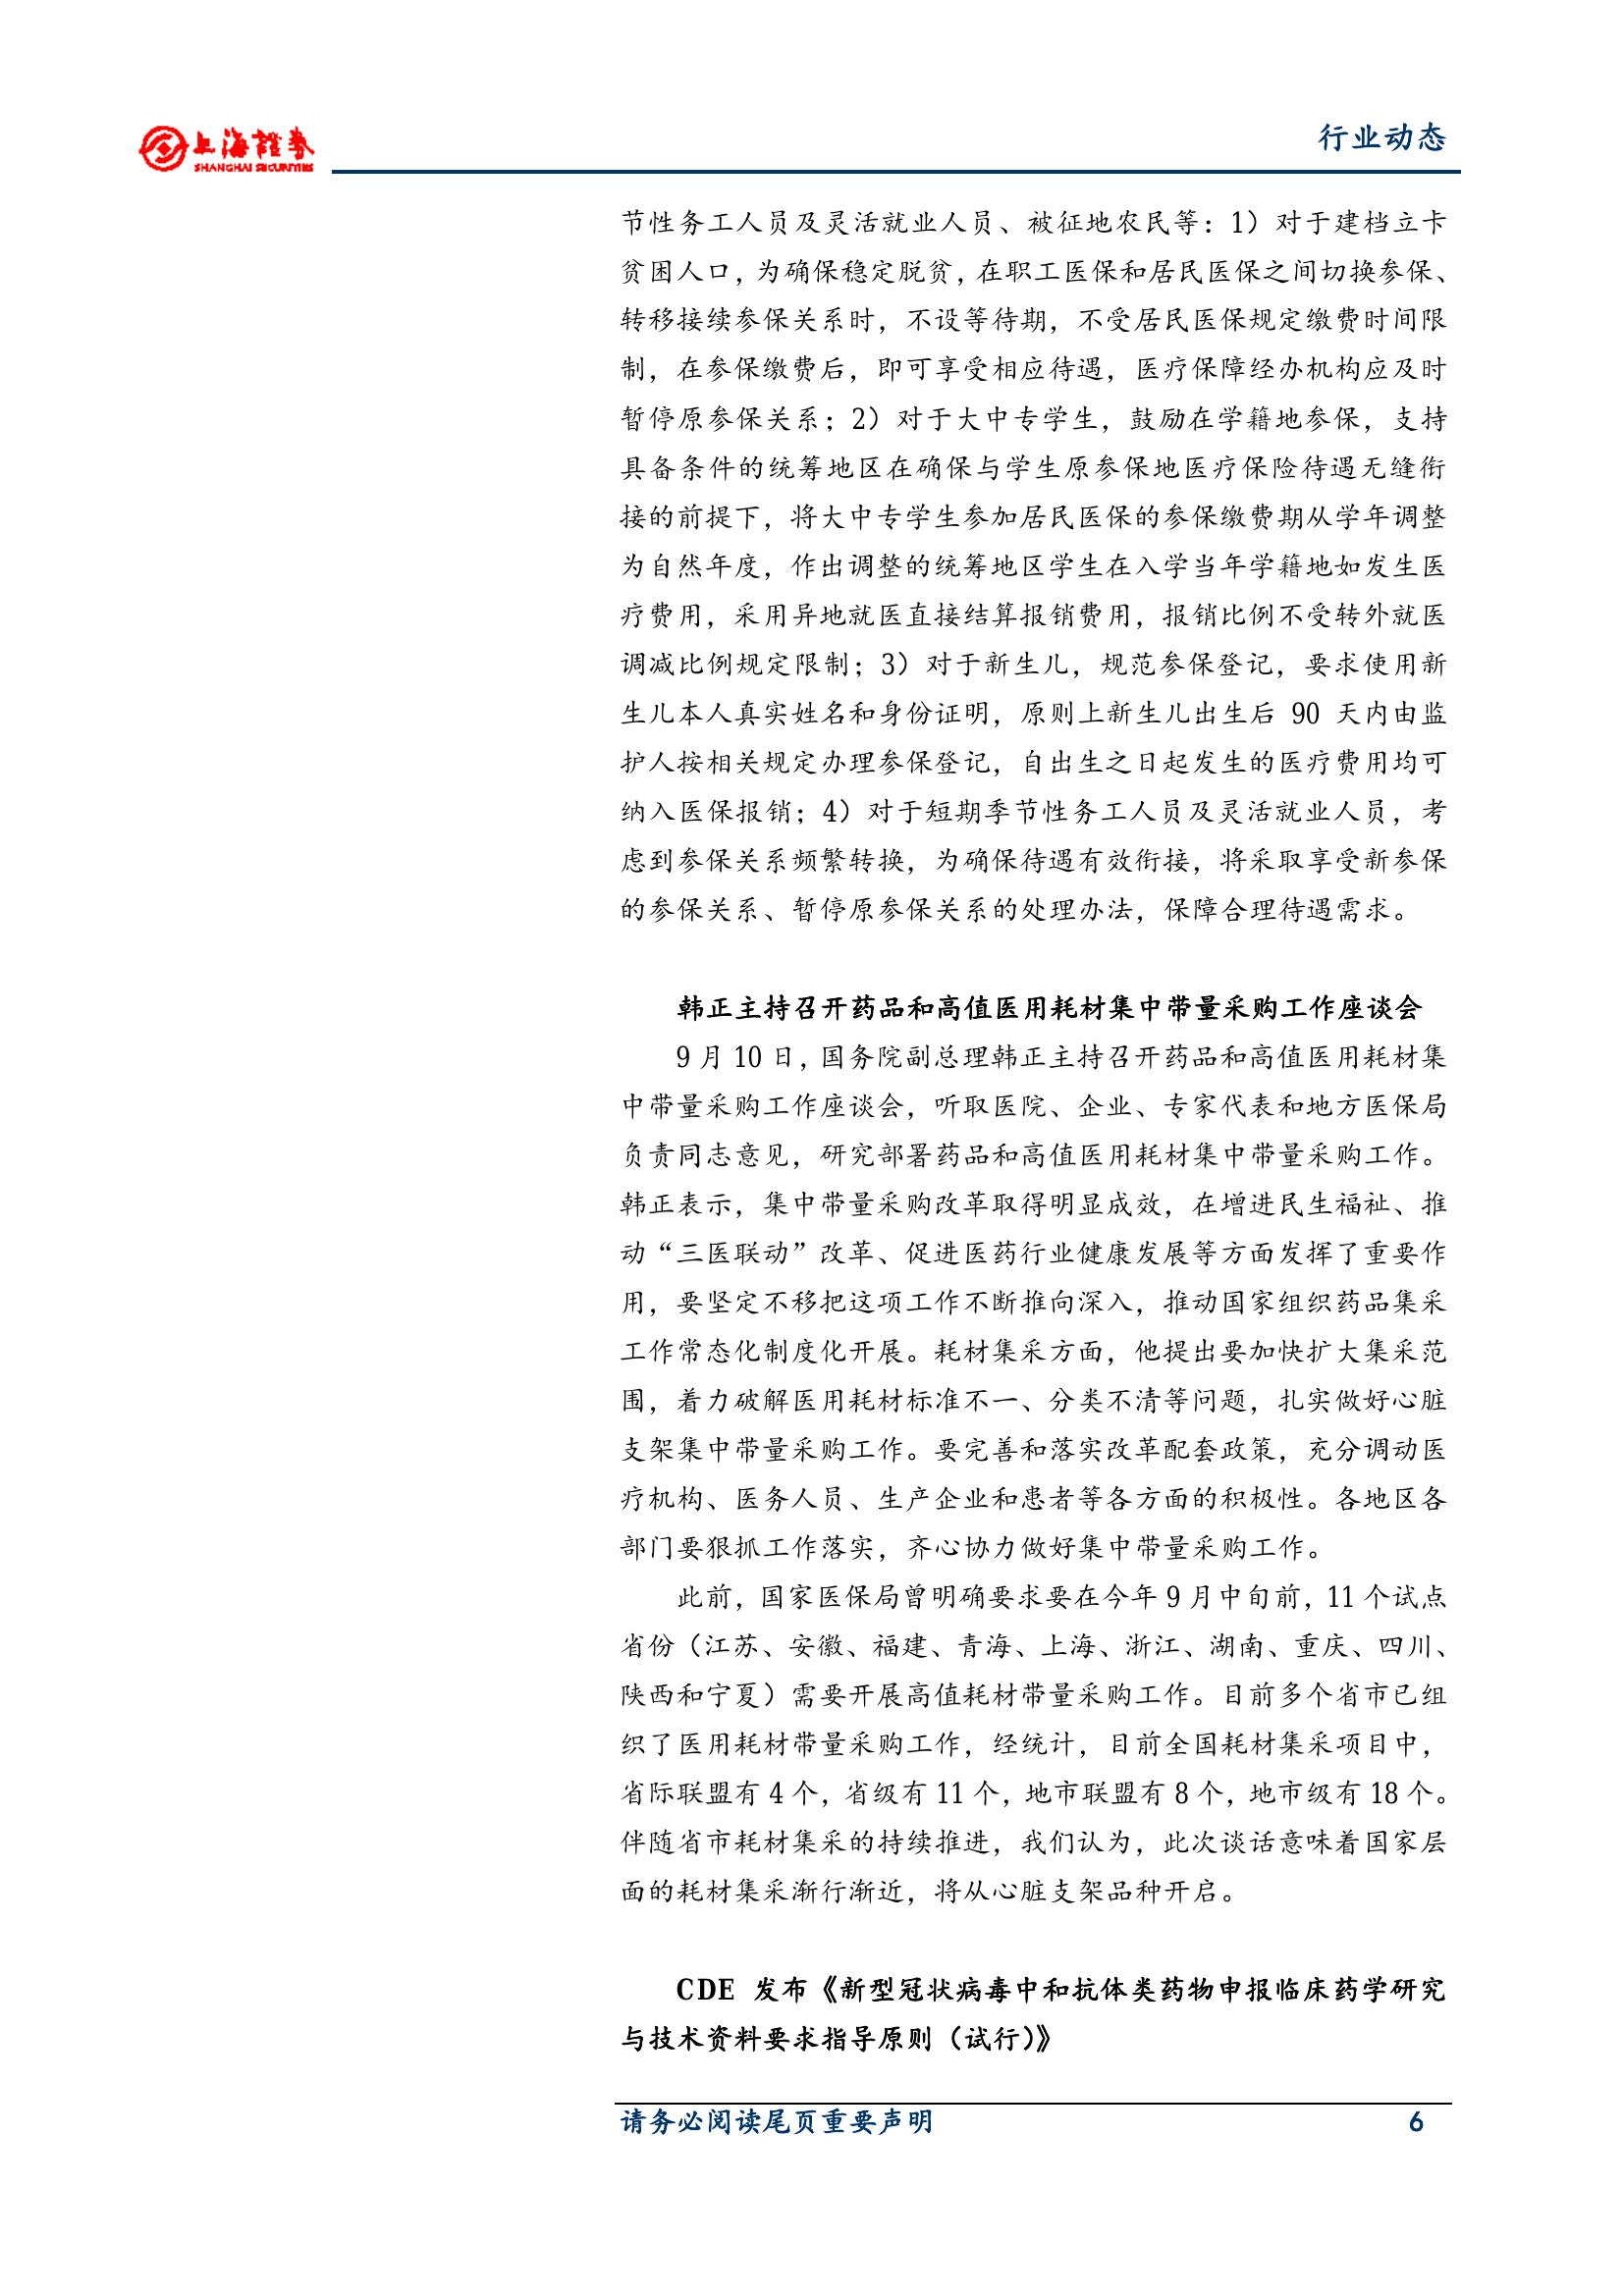 上海證券
SHANGHAI SECURITIES
行业动态
节性务工人员及灵活就业人员、被征地农民等：1）对于建档立卡
贫困人口，为确保稳定脱贫，在职工医保和居民医保之间切换参保、
转移接续参保关系时，不设等待期，不受居民医保规定缴费时间限
制，在参保缴费后，即可享受相应待遇，医疗保障经办机构应及时
暂停原参保关系；2）对于大中专学生，鼓励在学籍地参保，支持
具备条件的统筹地区在确保与学生原参保地医疗保险待遇无缝衔
接的前提下，将大中专学生参加居民医保的参保缴费期从学年调整
为自然年度，作出调整的统筹地区学生在入学当年学籍地如发生医
疗费用，采用异地就医直接结算报销费用，报销比例不受转外就医
调减比例规定限制；3）对于新生儿，规范参保登记，要求使用新
生儿本人真实姓名和身份证明，原则上新生儿出生后 90 天内由监
护人按相关规定办理参保登记，自出生之日起发生的医疗费用均可
纳入医保报销；4）对于短期季节性务工人员及灵活就业人员，考
虑到参保关系频繁转换，为确保待遇有效衔接，将采取享受新参保
的参保关系、暂停原参保关系的处理办法，保障合理待遇需求。
韩正主持召开药品和高值医用耗材集中带量采购工作座谈会
9 月 10 日，国务院副总理韩正主持召开药品和高值医用耗材集
中带量采购工作座谈会，听取医院、企业、专家代表和地方医保局
负责同志意见，研究部署药品和高值医用耗材集中带量采购工作。
韩正表示，集中带量采购改革取得明显成效，在增进民生福祉、推
动“三医联动”改革、促进医药行业健康发展等方面发挥了重要作
用，要坚定不移把这项工作不断推向深入，推动国家组织药品集采
工作常态化制度化开展。耗材集采方面，他提出要加快扩大集采范
围，着力破解医用耗材标准不一、分类不清等问题，扎实做好心脏
支架集中带量采购工作。要完善和落实改革配套政策，充分调动医
疗机构、医务人员、生产企业和患者等各方面的积极性。各地区各
部门要狠抓工作落实，齐心协力做好集中带量采购工作。
此前，国家医保局曾明确要求要在今年 9 月中旬前，11 个试点
省份（江苏、安徽、福建、青海、上海、浙江、湖南、重庆、四川、
陕西和宁夏）需要开展高值耗材带量采购工作。目前多个省市已组
织了医用耗材带量采购工作，经统计，目前全国耗材集采项目中，
省际联盟有 4 个，省级有 11 个，地市联盟有 8 个，地市级有 18 个。
伴随省市耗材集采的持续推进，我们认为，此次谈话意味着国家层
面的耗材集采渐行渐近，将从心脏支架品种开启。
CDE 发布《新型冠状病毒中和抗体类药物申报临床药学研究
与技术资料要求指导原则（试行）》
请务必阅读尾页重要声明 6